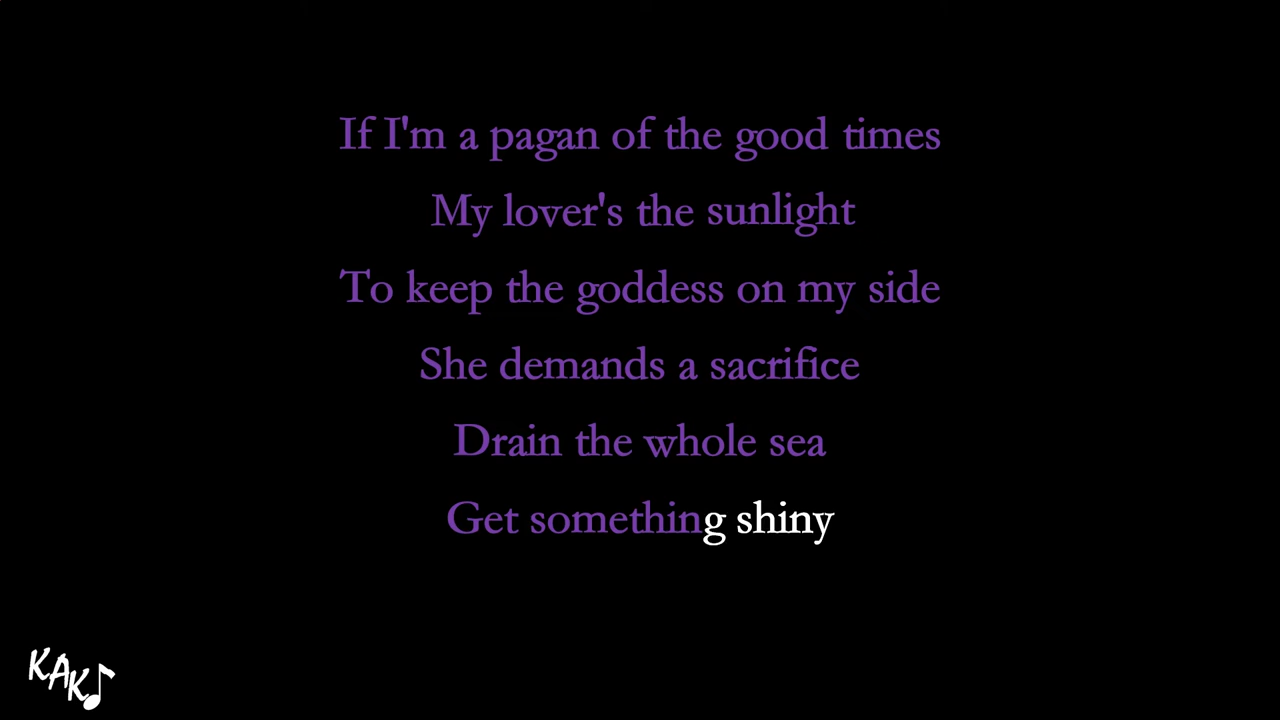 If I'm a pagan of the good times
My lover's the sunlight
To keep the goddess on my side
She demands a sacrifice
Drain the whole sea
Get something shiny
KAK